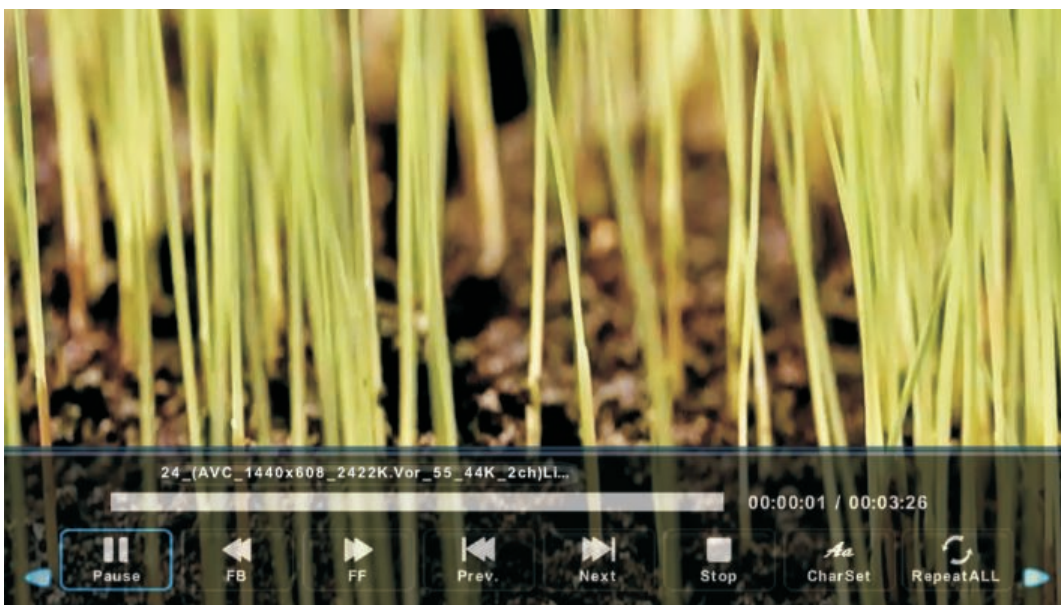 24_(AVC_1440x608_2422K.Vor_55_44K_2ch)Li...
00:00:01 / 00:03:26
Pause FB FF Prev. Next Stop CharSet RepeatALL